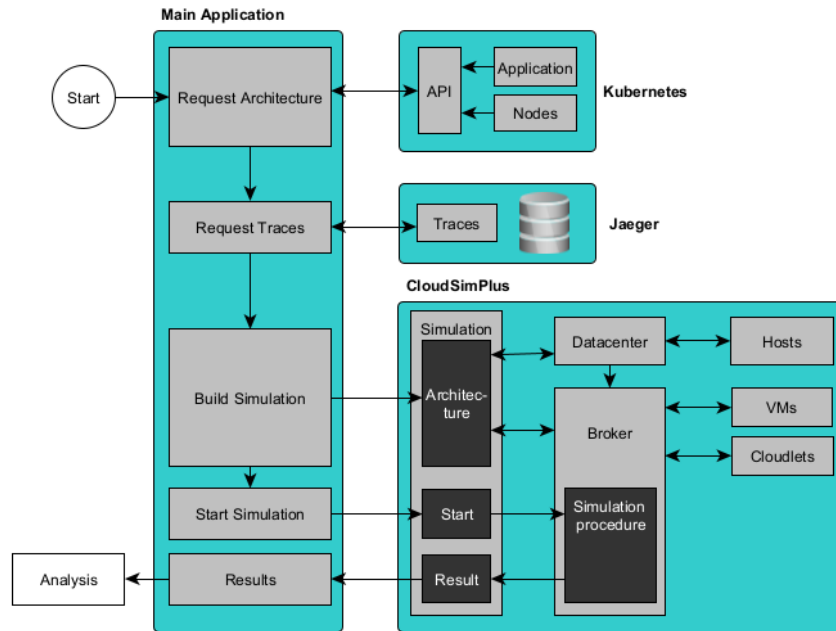 Main Application
Start
Request Architecture
API
Application
Nodes
Kubernetes
Request Traces
Traces
Jaeger
CloudSimPlus
Build Simulation
Simulation
Architec-
ture
Datacenter
Hosts
Broker
VMs
Cloudlets
Start Simulation
Start
Simulation
procedure
Analysis
Results
Result